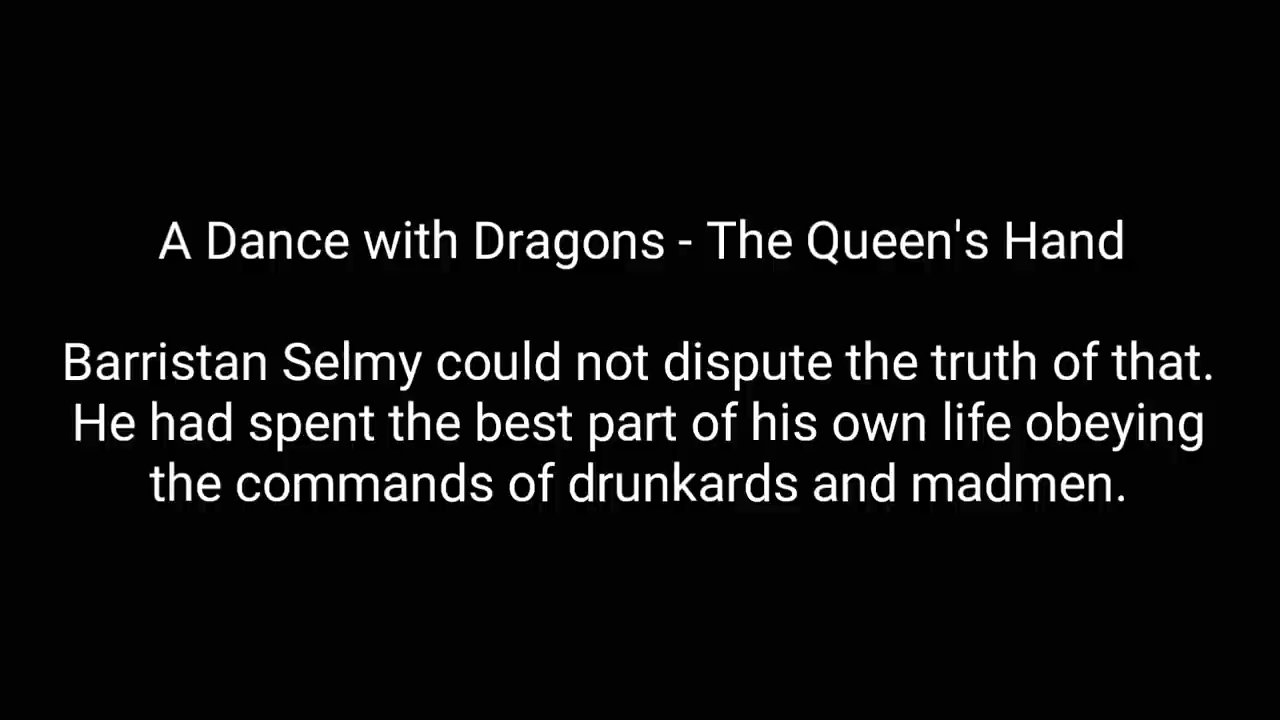 A Dance with Dragons - The Queen's Hand
Barristan Selmy could not dispute the truth of that.
He had spent the best part of his own life obeying
the commands of drunkards and madmen.